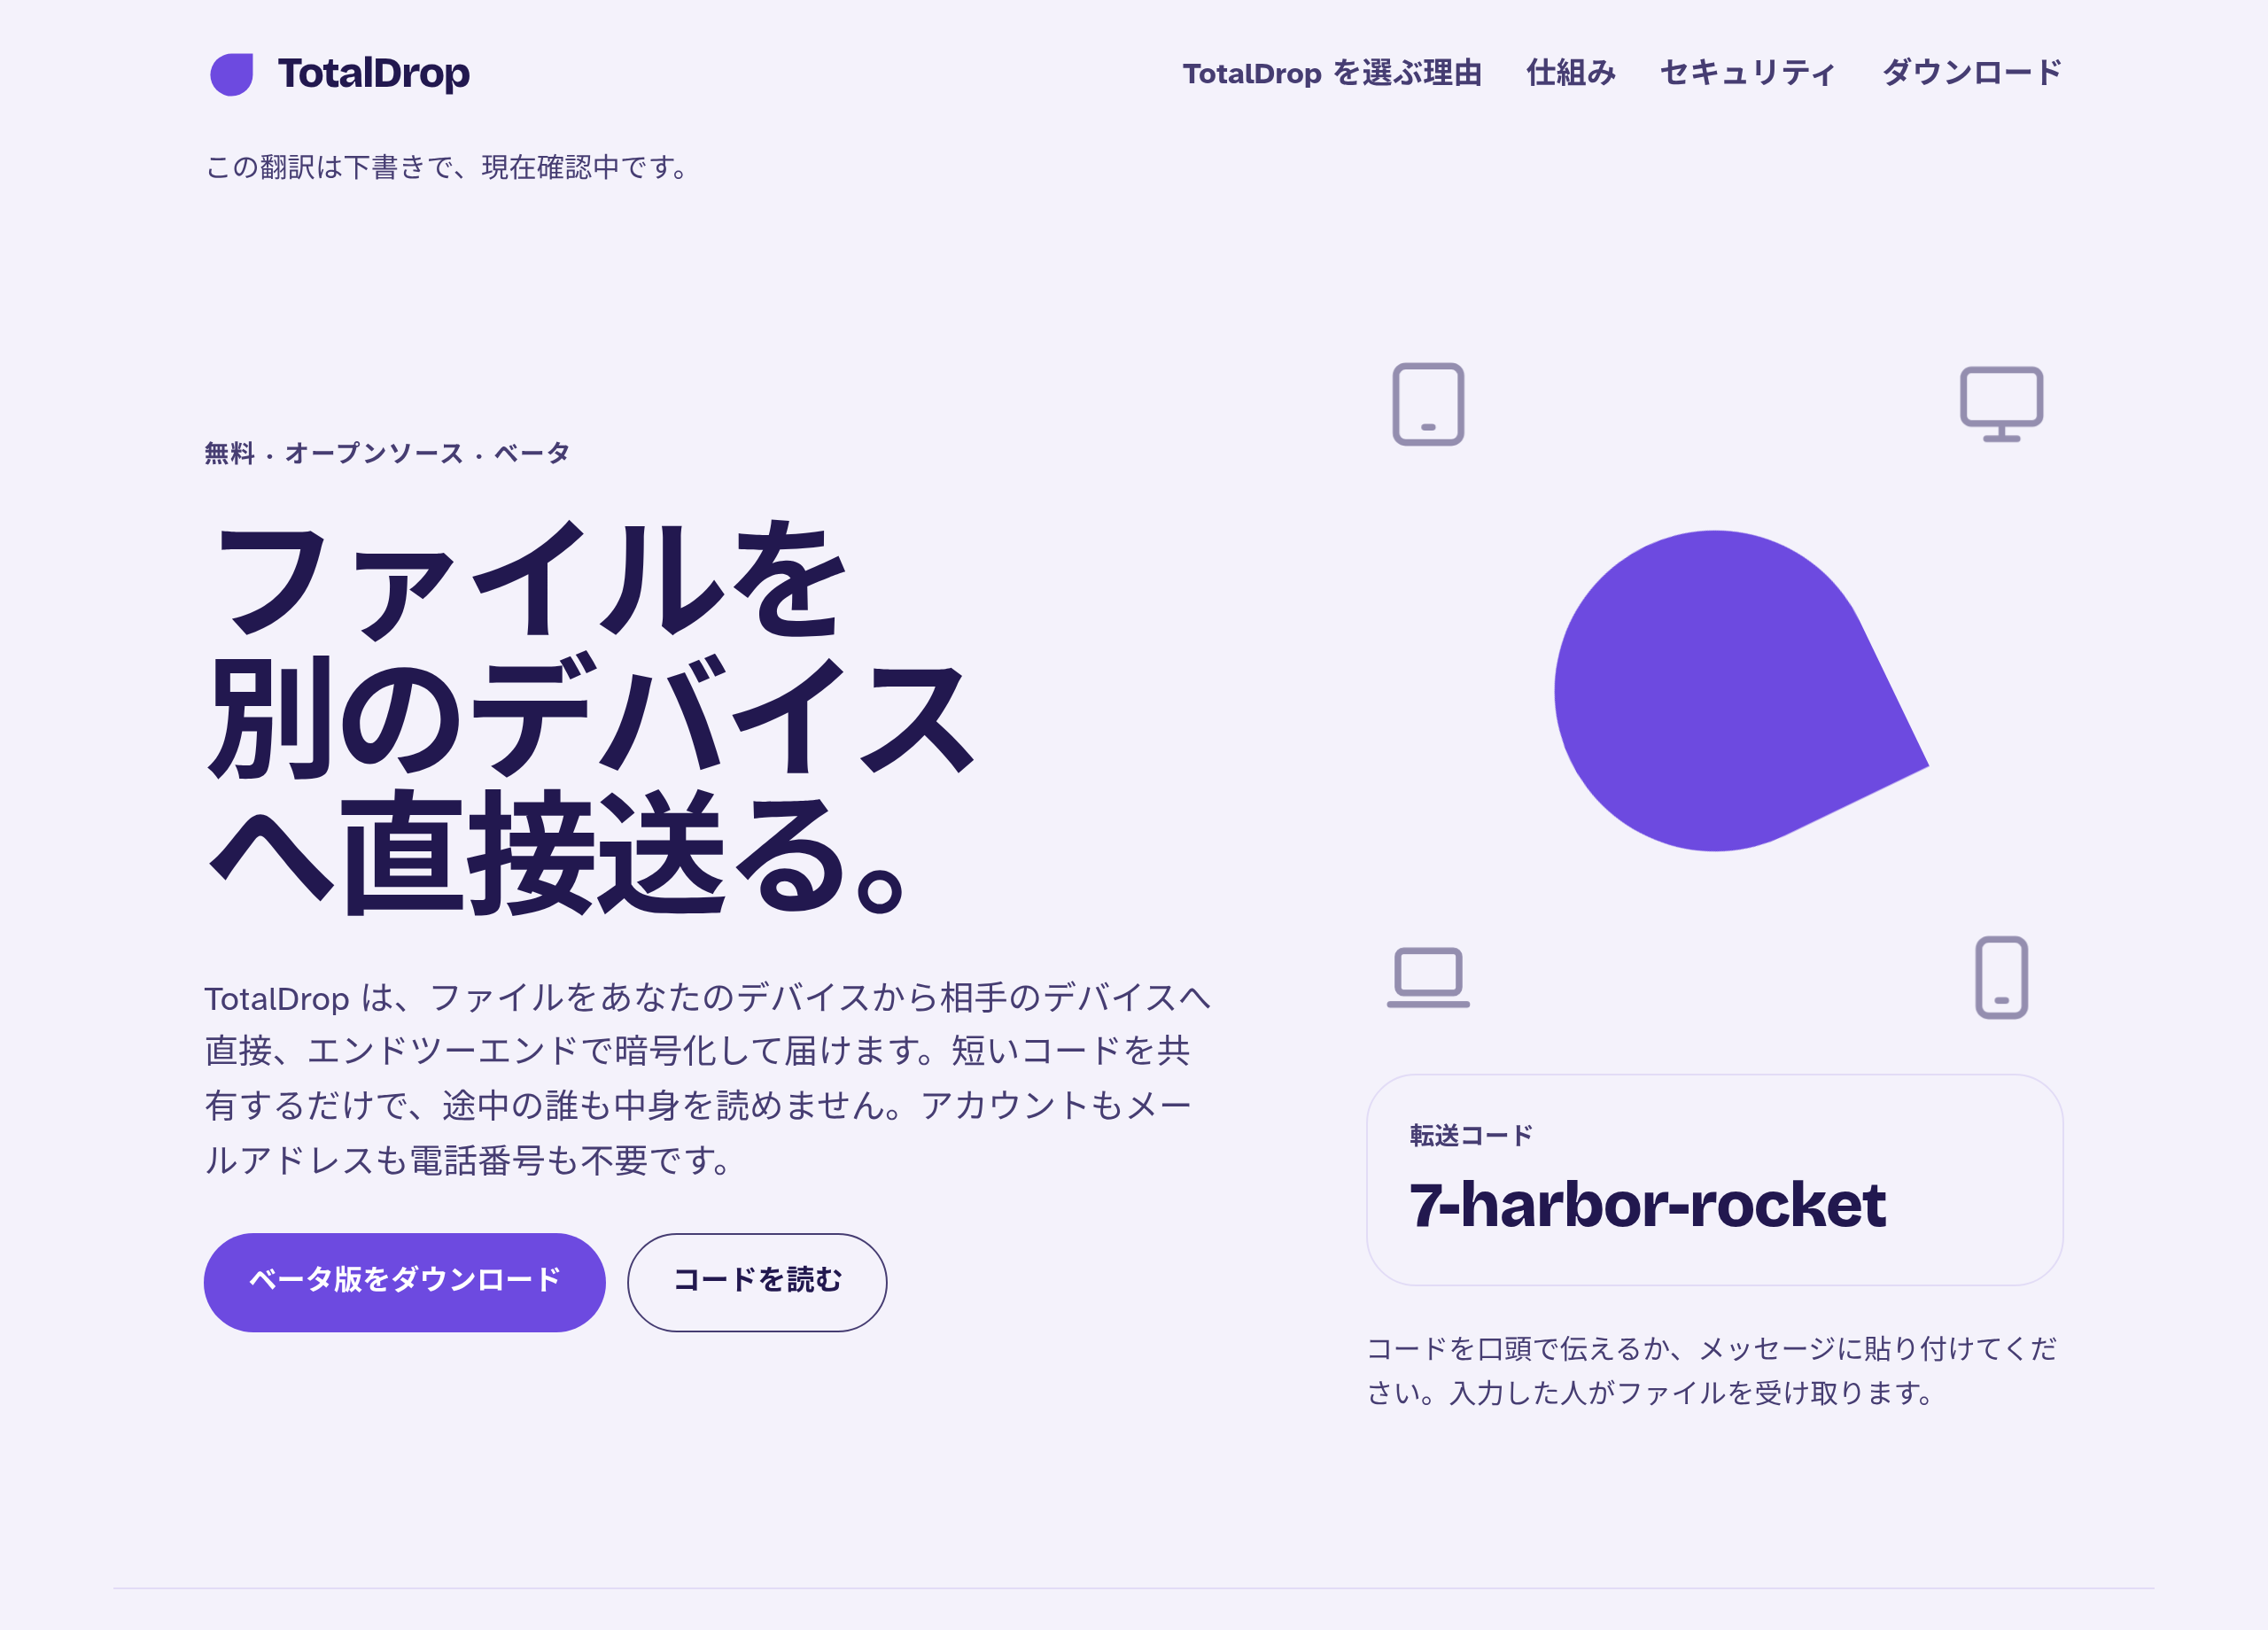 TotalDrop
TotalDrop を選ぶ理由 仕組み セキュリティ ダウンロード
この翻訳は下書きで、現在確認中です。
無料 · オープンソース · ベータ
ファイルを
別のデバイス
へ直接送る。
TotalDrop は、ファイルをあなたのデバイスから相手のデバイスへ
直接、エンドツーエンドで暗号化して届けます。短いコードを共
有するだけで、途中の誰も中身を読めません。アカウントもメー
ルアドレスも電話番号も不要です。
ベータ版をダウンロード
コードを読む
転送コード
7-harbor-rocket
コードを口頭で伝えるか、メッセージに貼り付けてくだ
さい。入力した人がファイルを受け取ります。